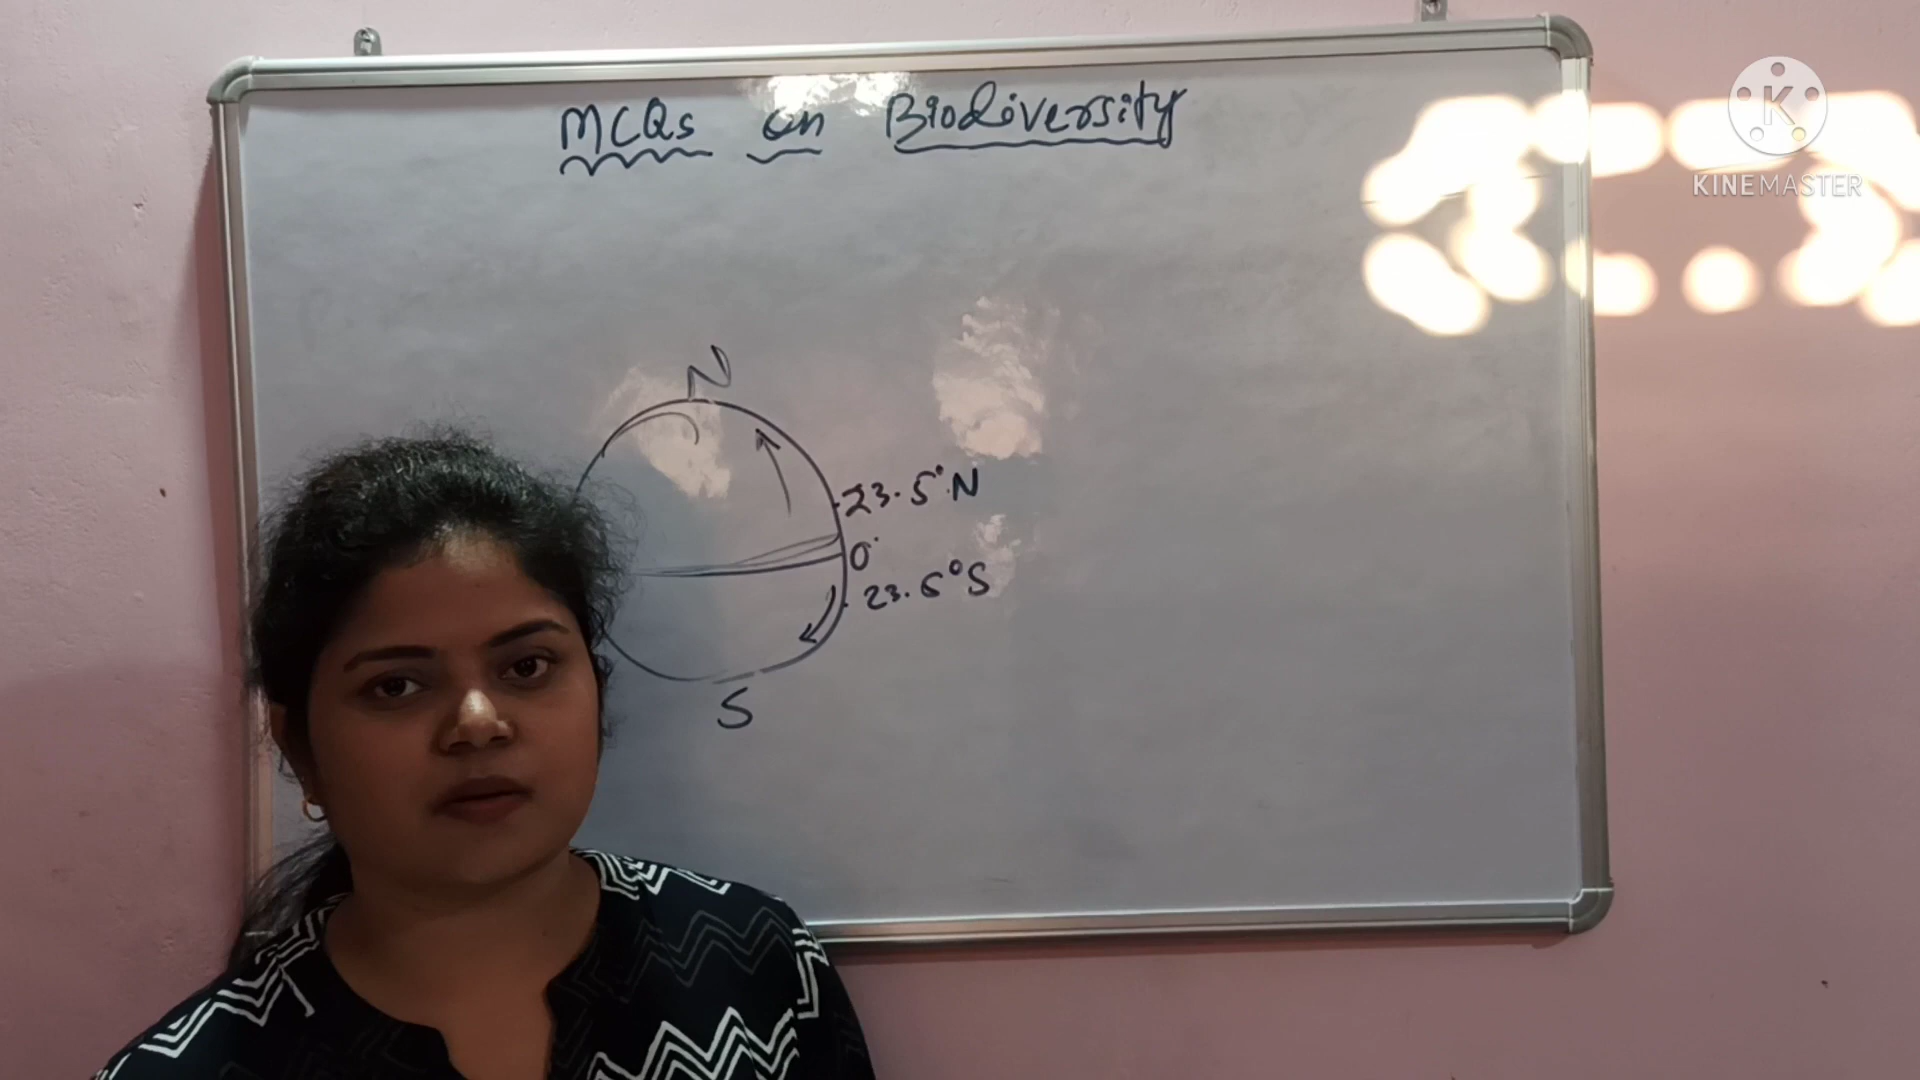 MCQs on Biodiversity
K
KINEMASTER
N
23.5°N
0°
23.5°S
S